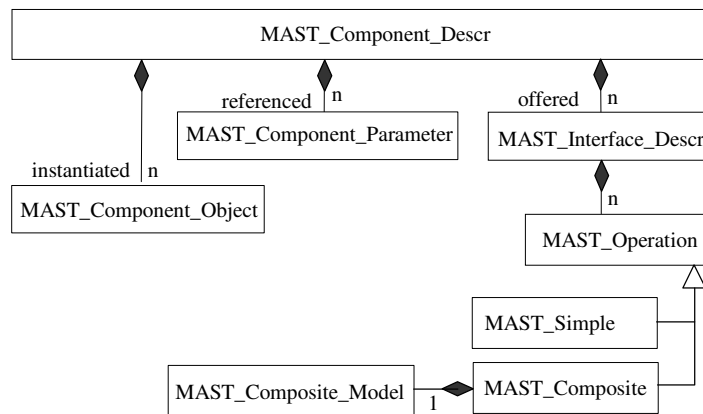 MAST_Component_Descr
referenced n
offered n
MAST_Component_Parameter
MAST_Interface_Descr
instantiated n
MAST_Component_Object
n
MAST_Operation
MAST_Simple
MAST_Composite_Model
1
MAST_Composite